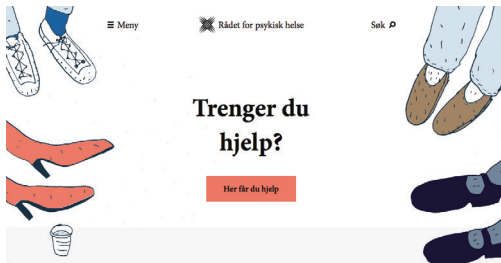 Meny
Rådet for psykisk helse
Søk
Trenger du
hjelp?
Her får du hjelp